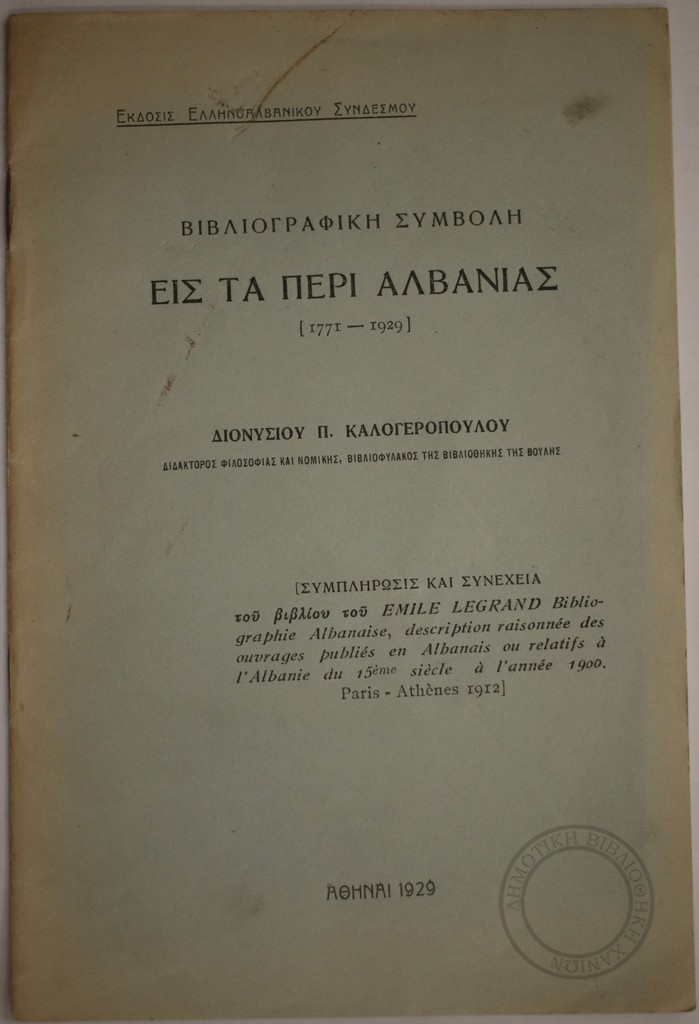 ΕΚΔΟΣΙΣ ΕΛΛΗΝΟΑΛΒΑΝΙΚΟΥ ΣΥΝΔΕΣΜΟΥ
ΒΙΒΛΙΟΓΡΑΦΙΚΗ ΣΥΜΒΟΛΗ
ΕΙΣ ΤΑ ΠΕΡΙ ΑΛΒΑΝΙΑΣ
[1771 — 1929]
ΔΙΟΝΥΣΙΟΥ Π. ΚΑΛΟΓΕΡΟΠΟΥΛΟΥ
ΔΙΔΑΚΤΟΡΟΣ ΦΙΛΟΣΟΦΙΑΣ ΚΑΙ ΝΟΜΙΚΗΣ, ΒΙΒΛΙΟΦΥΛΑΚΟΣ ΤΗΣ ΒΙΒΛΙΟΘΗΚΗΣ ΤΗΣ ΒΟΥΛΗΣ
[ΣΥΜΠΛΗΡΩΣΙΣ ΚΑΙ ΣΥΝΕΧΕΙΑ
τοῦ βιβλίου τοῦ EMILE LEGRAND Biblio-
graphie Albanaise, description raisonnée des
ouvrages publiés en Albanais ou relatifs à
l'Albanie du 15ème siècle à l'année 1900.
Paris - Athènes 1912]
ΑΘΗΝΑΙ 1929
ΔΗΜΟΤΙΚΗ ΒΙΒΛΙΟΘΗΚΗ ΧΑΝΙΩΝ